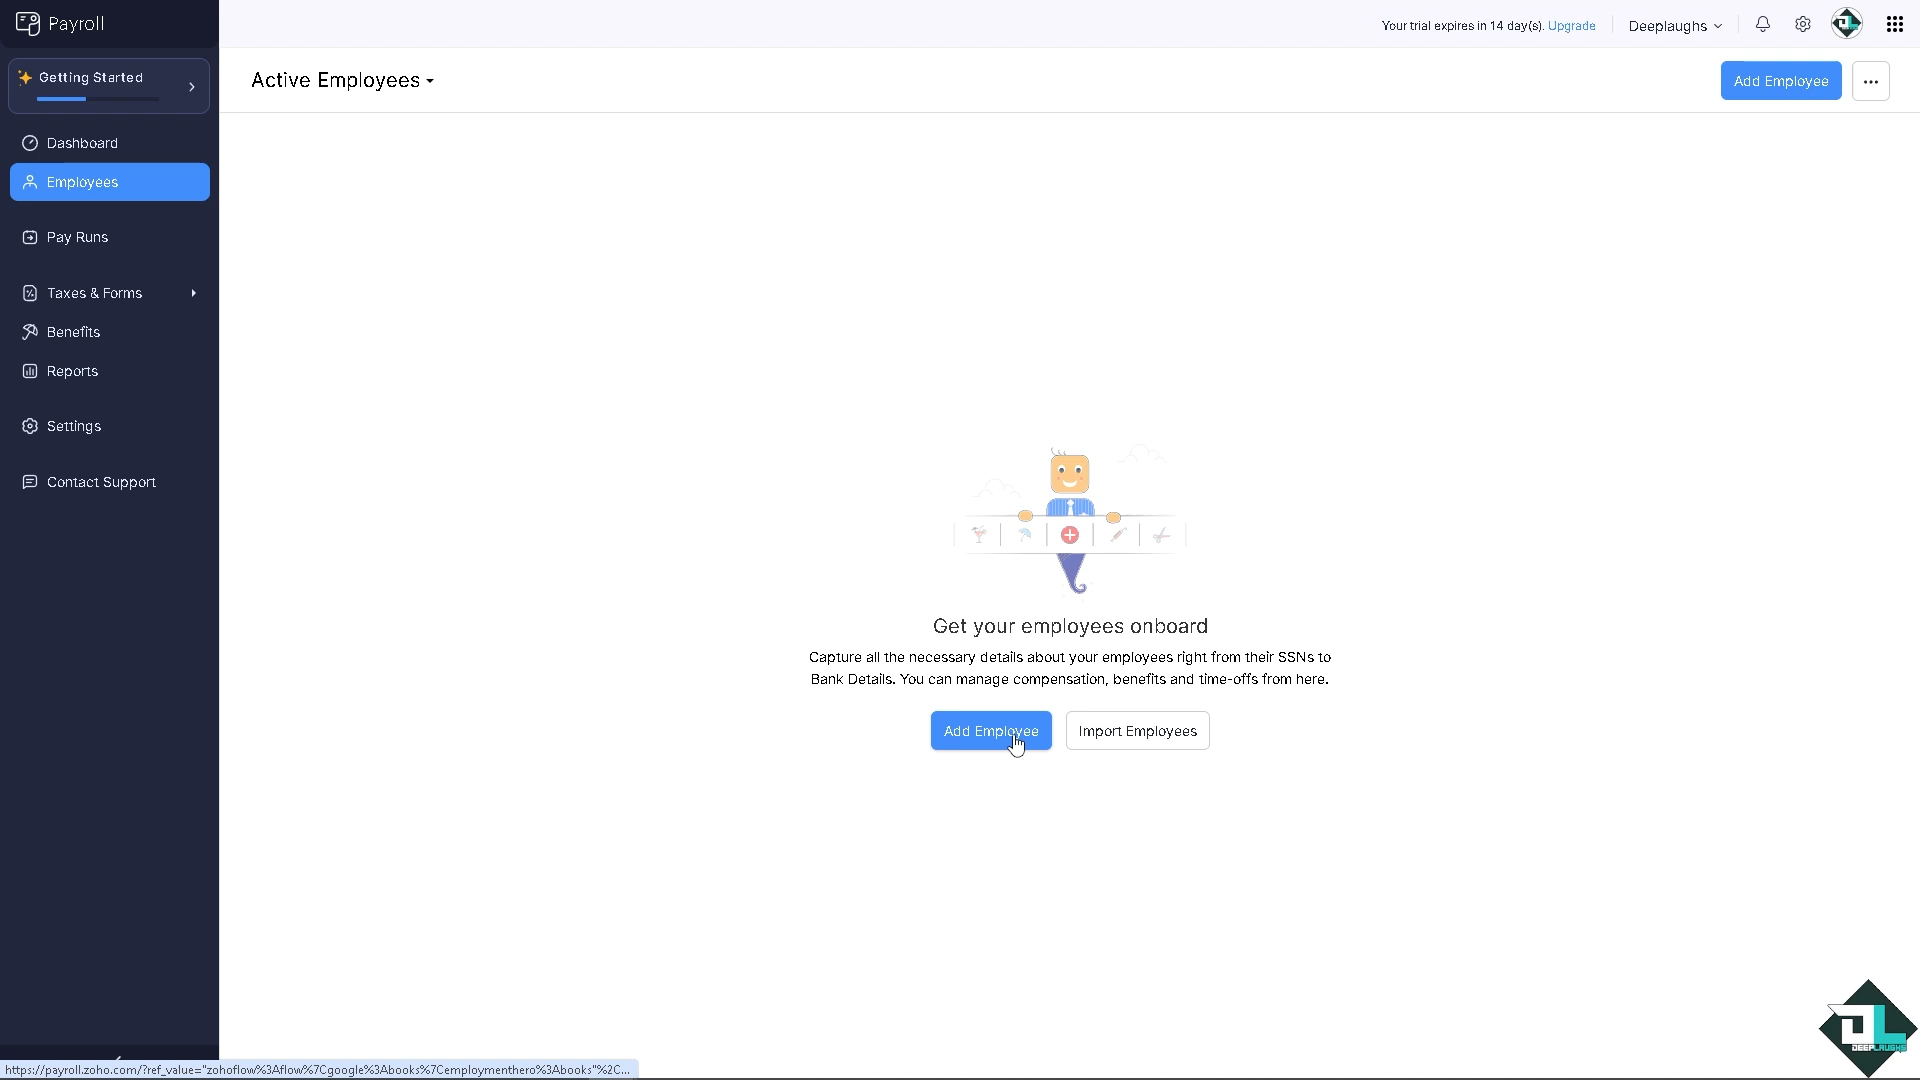 Payroll
Your trial expires in 14 day(s). Upgrade
Deeplaughs
Getting Started
Active Employees
Add Employee
Dashboard
Employees
Pay Runs
Taxes & Forms
Benefits
Reports
Settings
Contact Support
Get your employees onboard
Capture all the necessary details about your employees right from their SSNs to
Bank Details. You can manage compensation, benefits and time-offs from here.
Add Employee
Import Employees
DEEPLAUGHS
https://payroll.zoho.com/?ref_value="zohoflow%3Aflow%7Cgoogle%3Abooks%7Cemploymenthero%3Abooks"%2C...